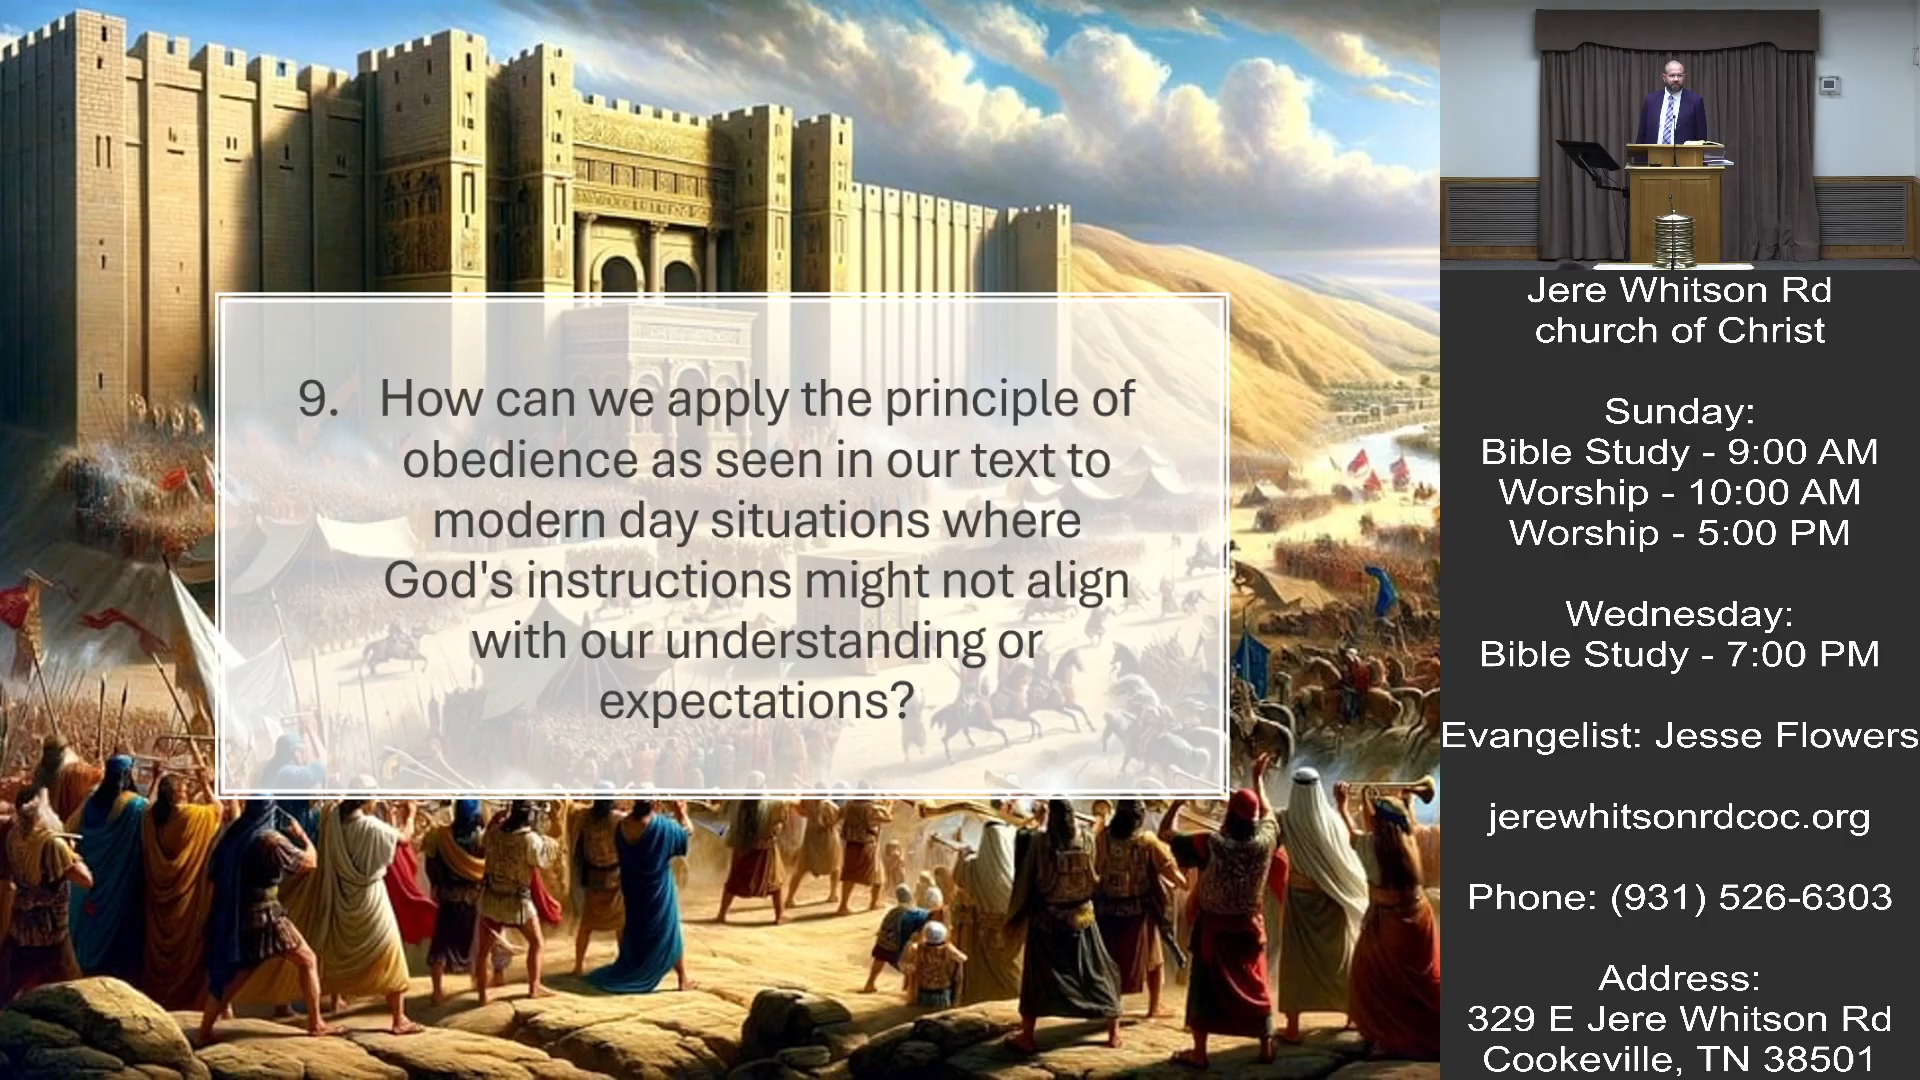 9. How can we apply the principle of
obedience as seen in our text to
modern day situations where
God's instructions might not align
with our understanding or
expectations?
Jere Whitson Rd
church of Christ
Sunday:
Bible Study - 9:00 AM
Worship - 10:00 AM
Worship - 5:00 PM
Wednesday:
Bible Study - 7:00 PM
Evangelist: Jesse Flowers
jerewhitsonrdcoc.org
Phone: (931) 526-6303
Address:
329 E Jere Whitson Rd
Cookeville, TN 38501